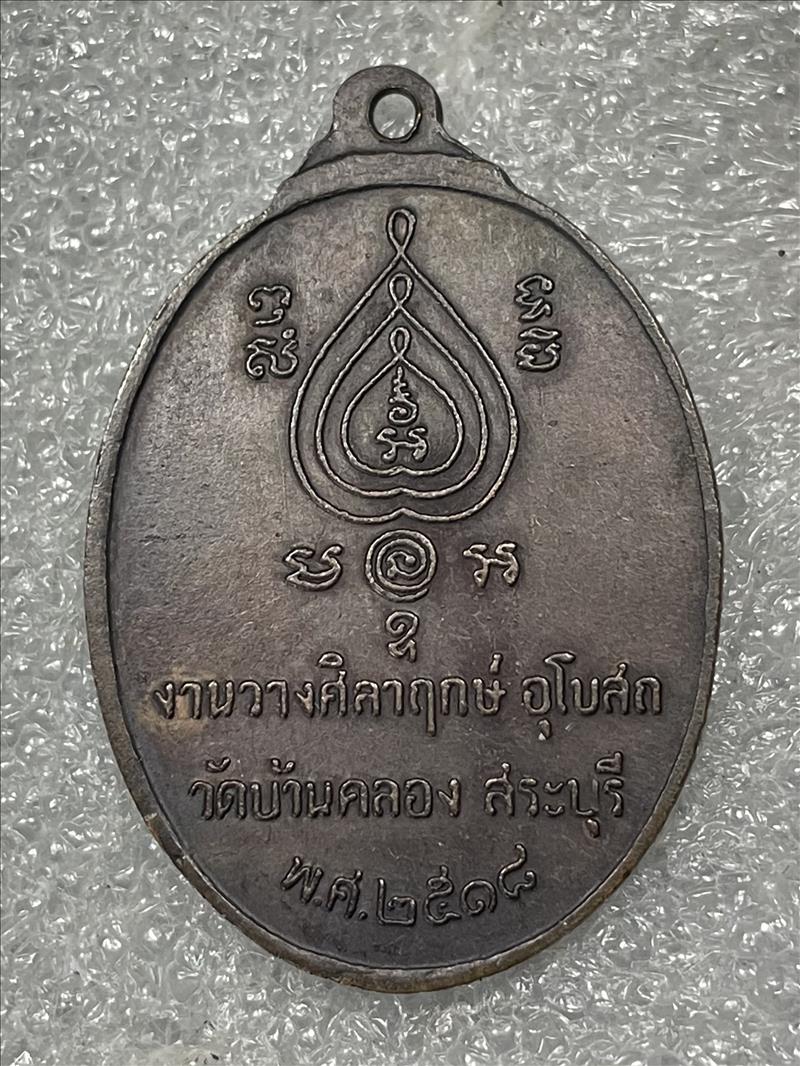 งานวางศิลาฤกษ์ อุโบสถ
วัดบ้านคลอง สระบุรี
พ.ศ.๒๕๑๘